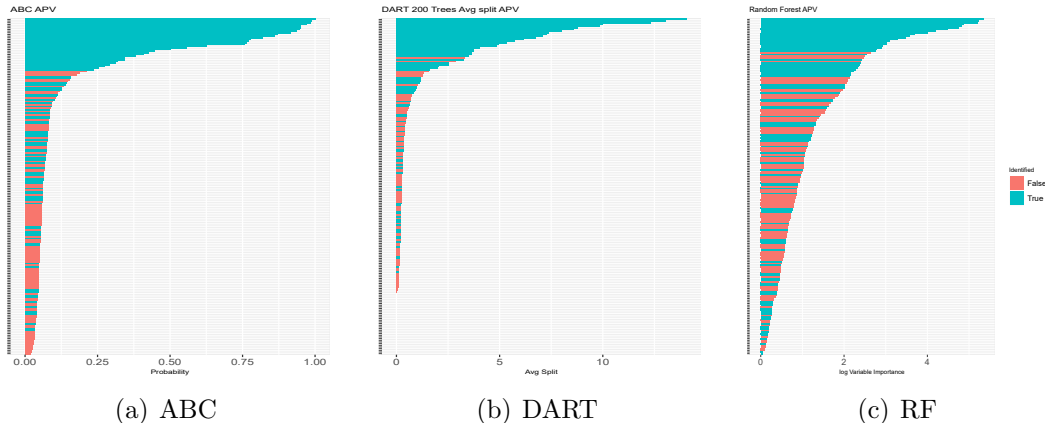 ABC APV
DART 200 Trees Avg split APV
Random Forest APV
Identified
False
True
0.00 0.25 0.50 0.75 1.00
Probability
0 5 10
Avg Split
0 2 4
log Variable Importance
(a) ABC
(b) DART
(c) RF